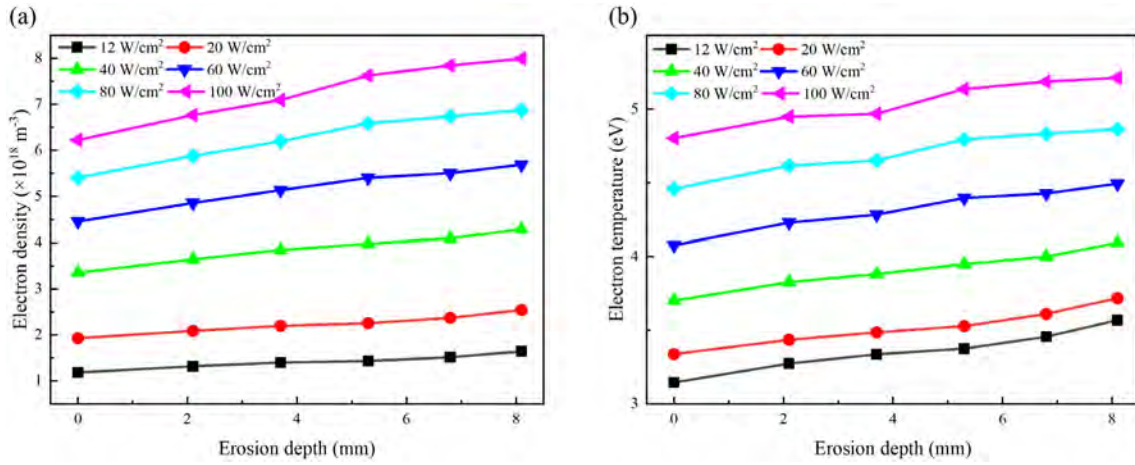 (a)
12 W/cm² 20 W/cm²
40 W/cm² 60 W/cm²
80 W/cm² 100 W/cm²
Electron density (×10¹⁸ m⁻³)
8
7
6
5
4
3
2
1
0 2 4 6 8
Erosion depth (mm)
(b)
12 W/cm² 20 W/cm²
40 W/cm² 60 W/cm²
80 W/cm² 100 W/cm²
Electron temperature (eV)
6
5
4
3
0 2 4 6 8
Erosion depth (mm)